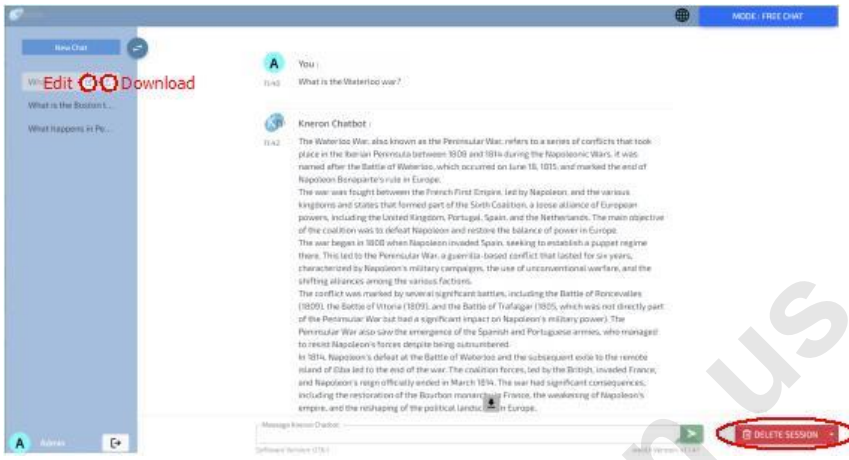 MODE : FREE CHAT
New Chat
Edit Download
What is the Boston t...
What happens in Pe...
You :
11:42
What is the Waterloo war?
Kneron Chatbot :
11:42
The Waterloo War, also known as the Peninsular War, refers to a series of conflicts that took
place in the Iberian Peninsula between 1808 and 1814 during the Napoleonic Wars. It was
named after the Battle of Waterloo, which occurred on June 18, 1815, and marked the end of
Napoleon Bonaparte's rule in Europe.
The war was fought between the French First Empire, led by Napoleon, and the various
kingdoms and states that formed part of the Sixth Coalition, a loose alliance of European
powers, including the United Kingdom, Portugal, Spain, and the Netherlands. The main objective
of the coalition was to defeat Napoleon and restore the balance of power in Europe.
The war began in 1808 when Napoleon invaded Spain, seeking to establish a puppet regime
there. This led to the Peninsular War, a guerrilla-based conflict that lasted for six years,
characterized by Napoleon's military campaigns, the use of unconventional warfare, and the
shifting alliances among the various factions.
The conflict was marked by several significant battles, including the Battle of Roncevalles
(1809), the Battle of Vitoria (1809), and the Battle of Trafalgar (1805, which was not directly part
of the Peninsular War but had a significant impact on Napoleon's military power). The
Peninsular War also saw the emergence of the Spanish and Portuguese armies, who managed
to resist Napoleon's forces despite being outnumbered.
In 1814, Napoleon's defeat at the Battle of Waterloo and the subsequent exile to the remote
island of Elba led to the end of the war. The coalition forces, led by the British, invaded France,
and Napoleon's reign officially ended in March 1814. The war had significant consequences,
including the restoration of the Bourbon monarchy in France, the weakening of Napoleon's
empire, and the reshaping of the political landscape in Europe.
Message Kneron Chatbot
DELETE SESSION
A Admin
n us